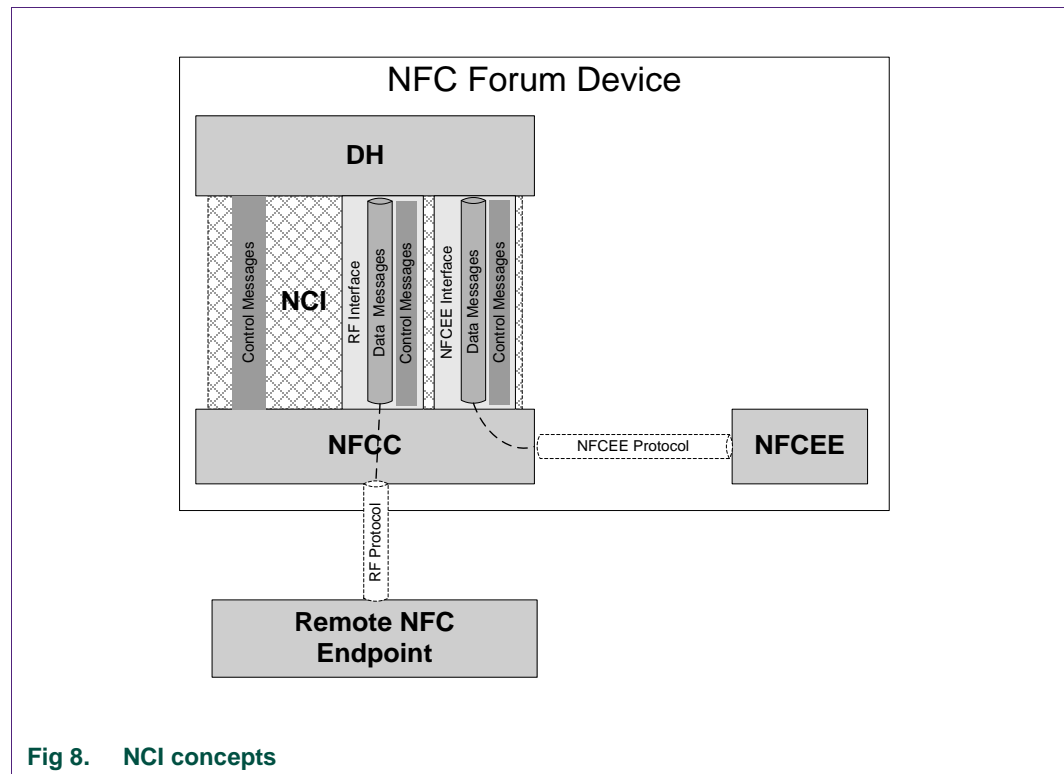 NFC Forum Device
DH
Control Messages
NCI
RF Interface
Data Messages
Control Messages
NFCEE Interface
Data Messages
Control Messages
NFCC
NFCEE Protocol
NFCEE
RF Protocol
Remote NFC
Endpoint
Fig 8. NCI concepts